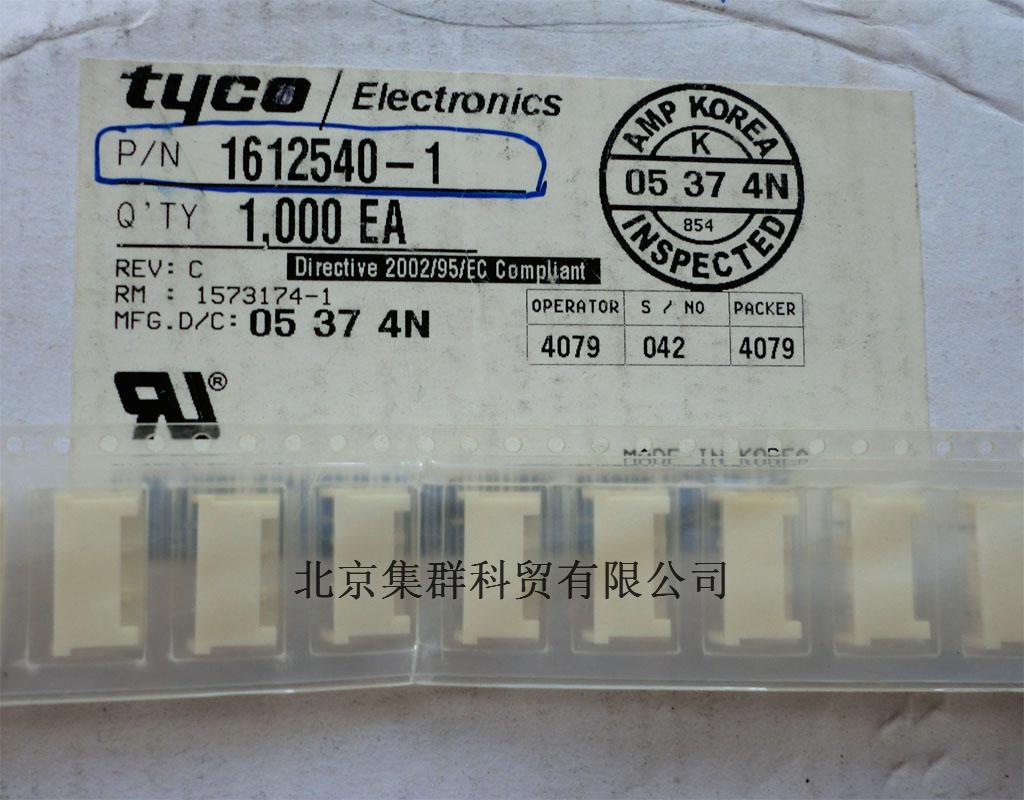 tyco / Electronics
P/N 1612540-1
Q'TY 1,000 EA
REV: C Directive 2002/95/EC Compliant
RM : 1573174-1
MFG.D/C: 05 37 4N
AMP KOREA
K
05 37 4N
854
INSPECTED
OPERATOR S / NO PACKER
4079 042 4079
RU®
MADE IN KOREA
北京集群科贸有限公司